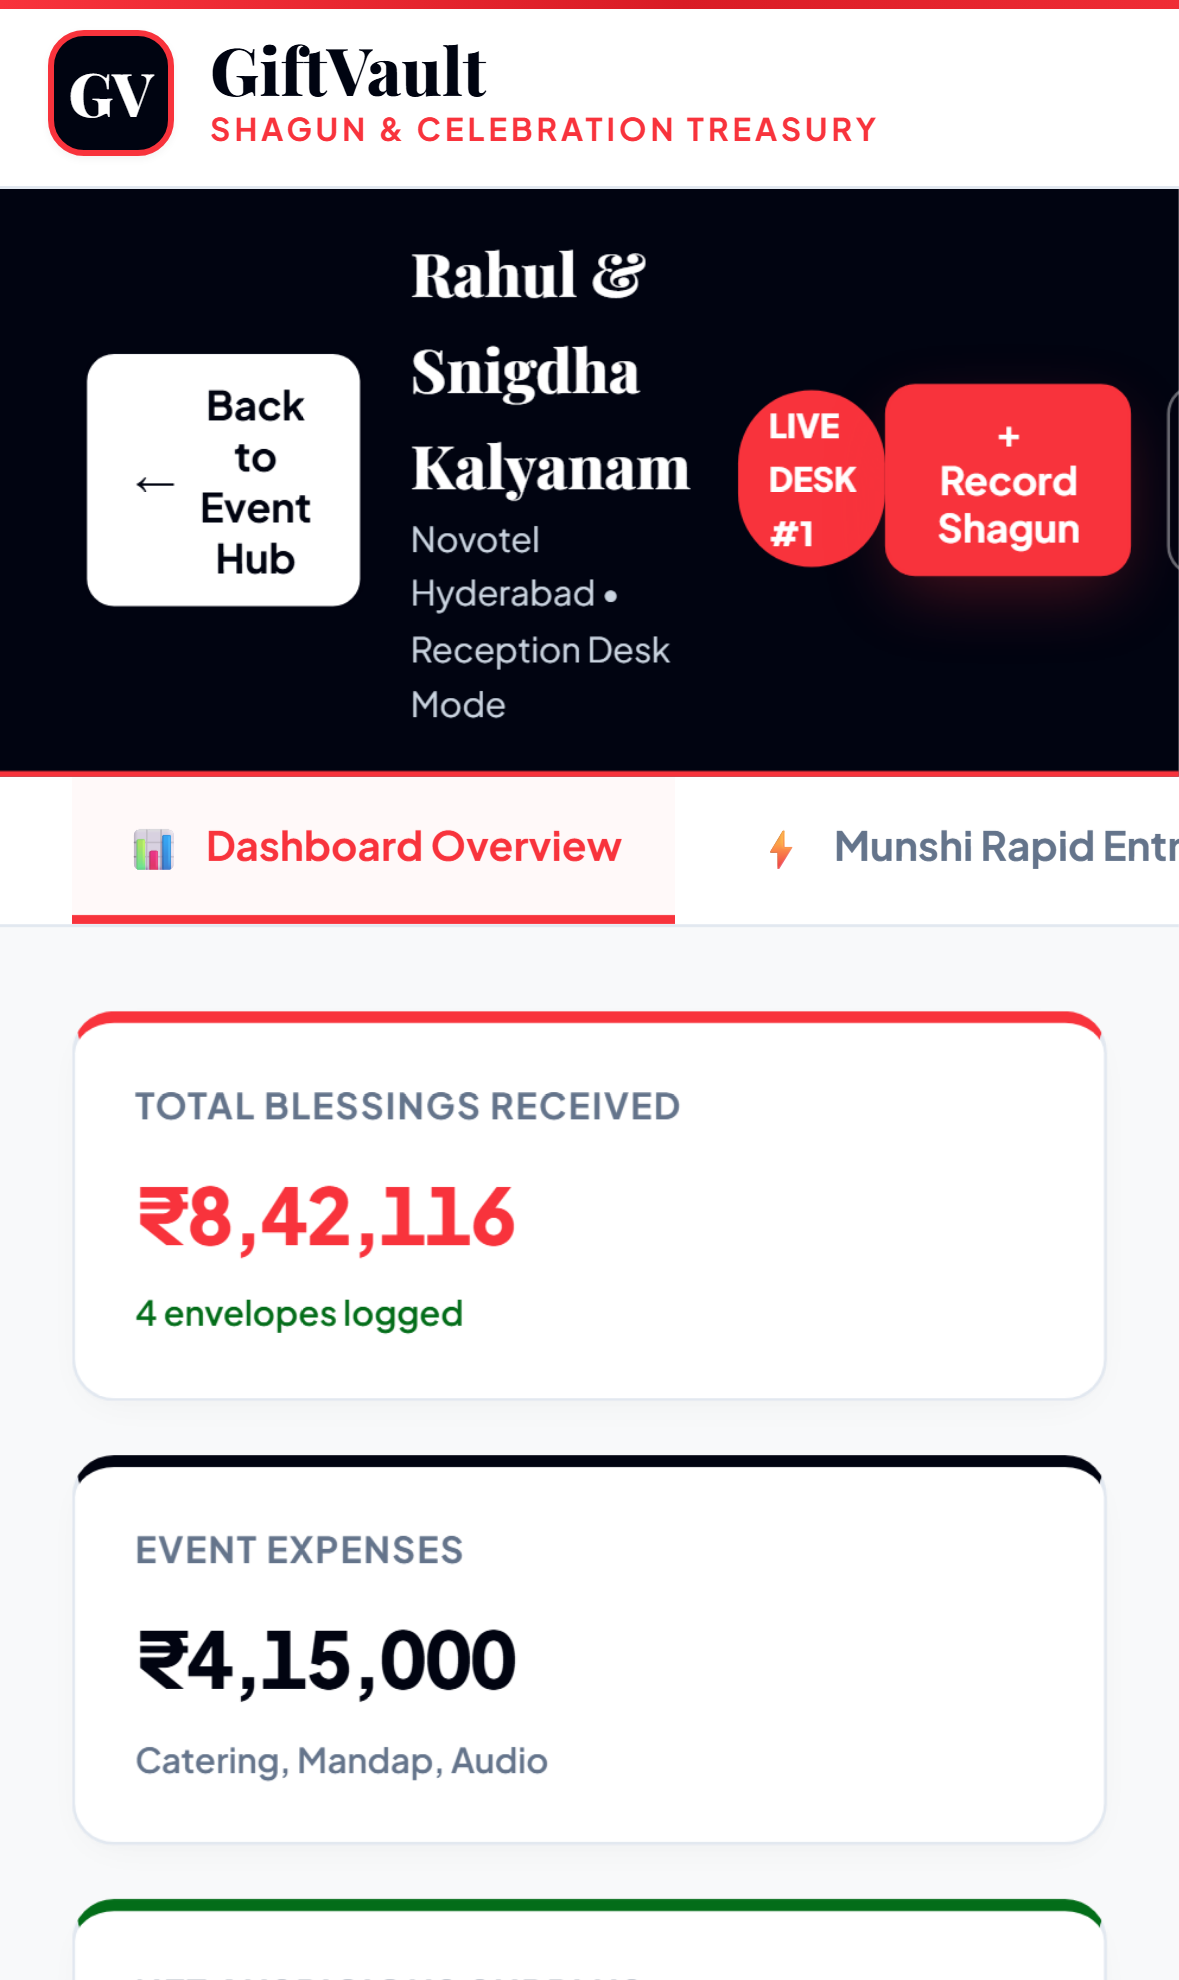 GV
GiftVault
SHAGUN & CELEBRATION TREASURY
← Back
to
Event
Hub
Rahul &
Snigdha
Kalyanam
Novotel
Hyderabad •
Reception Desk
Mode
LIVE
DESK
#1
+
Record
Shagun
Dashboard Overview
Munshi Rapid Entr
TOTAL BLESSINGS RECEIVED
₹8,42,116
4 envelopes logged
EVENT EXPENSES
₹4,15,000
Catering, Mandap, Audio